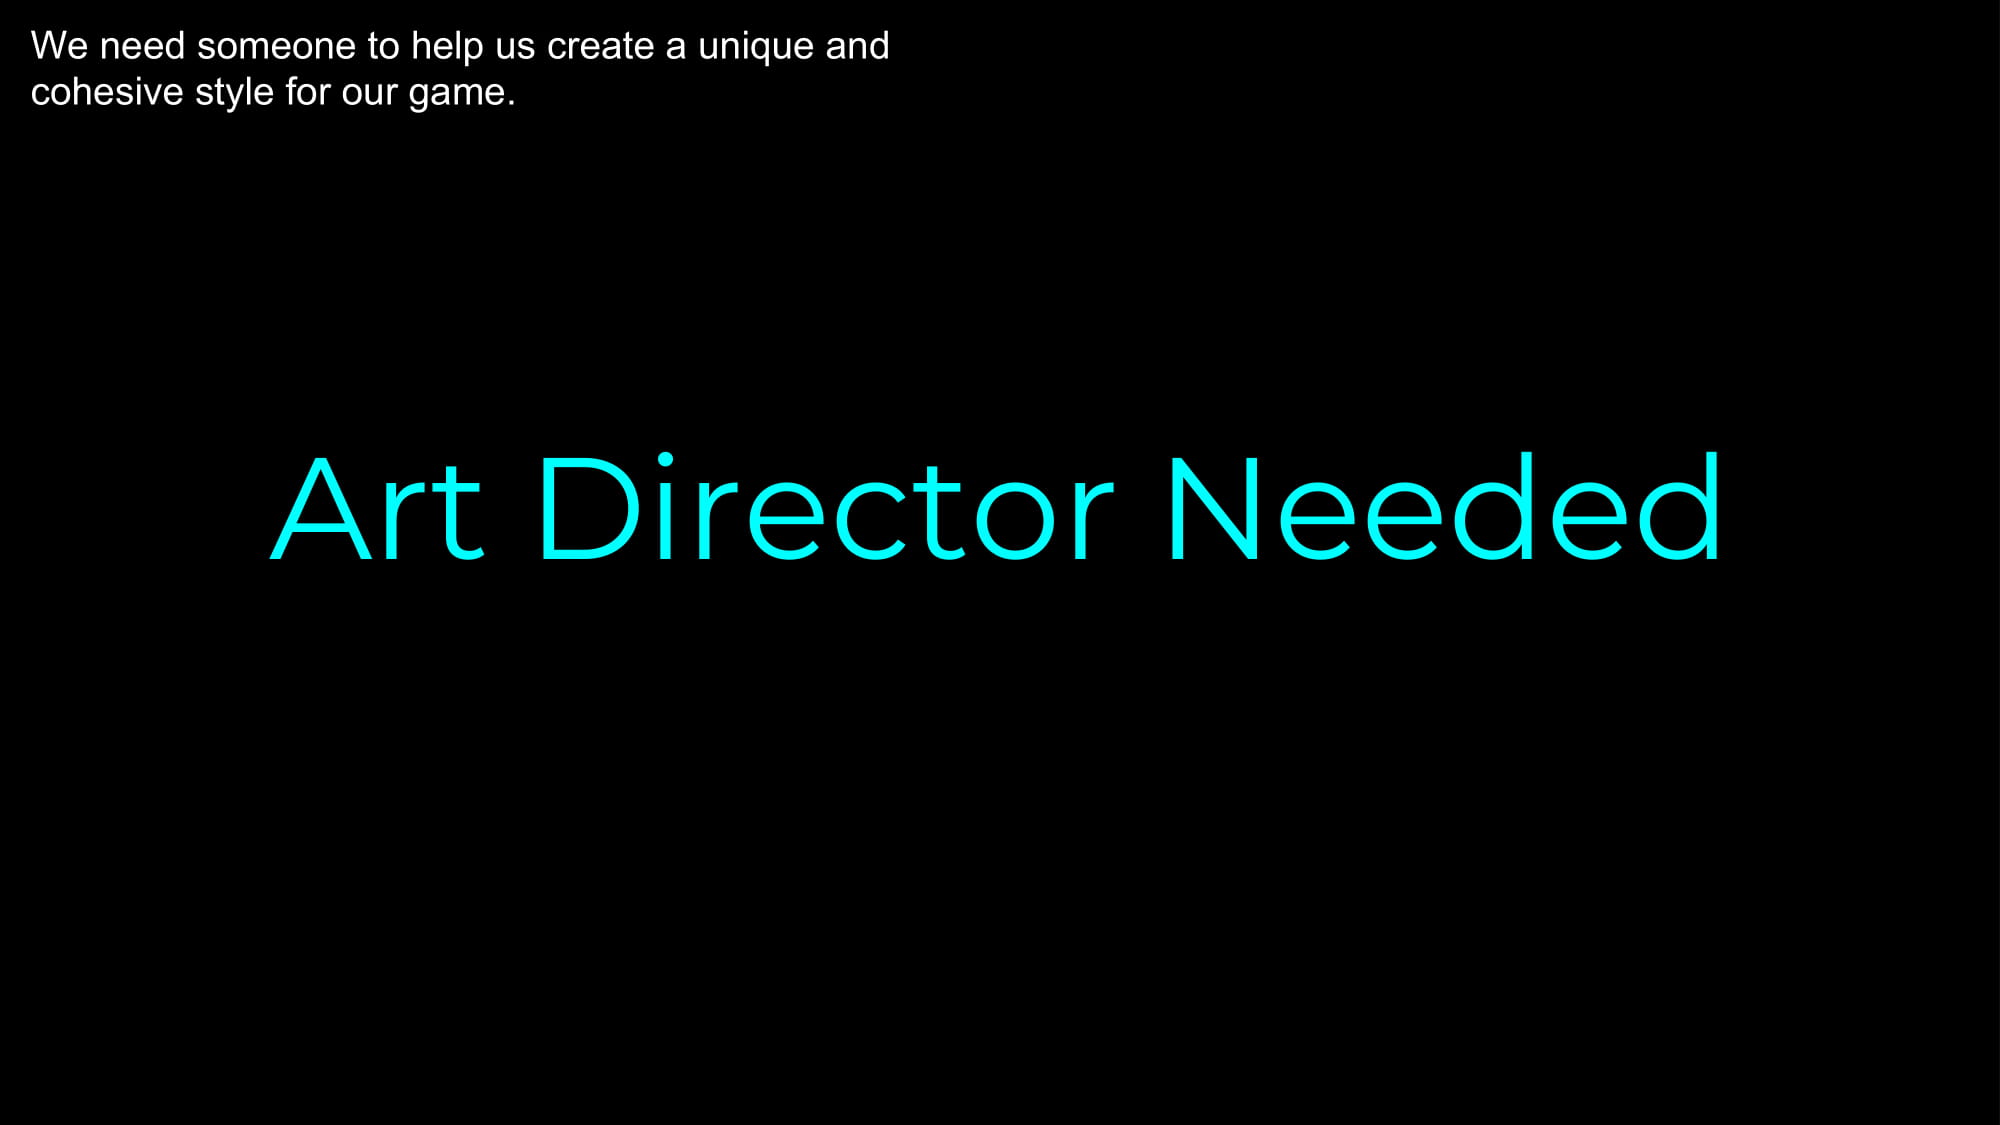 We need someone to help us create a unique and
cohesive style for our game.
Art Director Needed